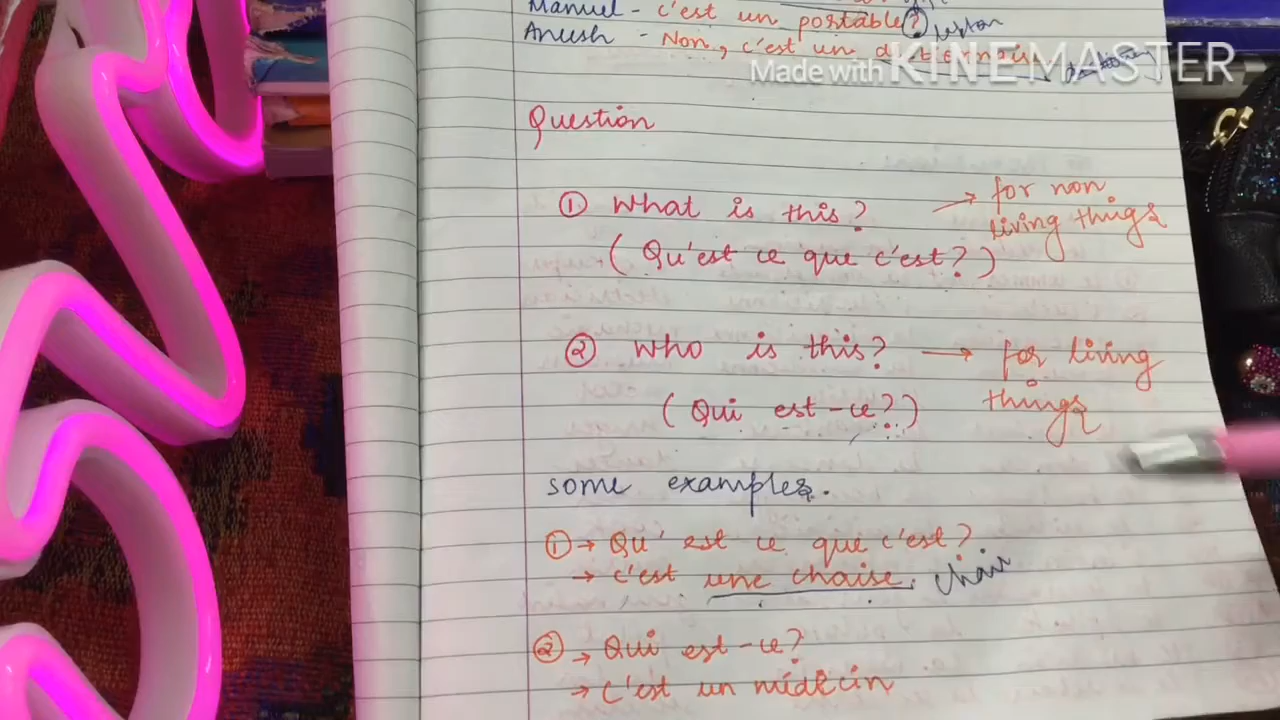 Manuel - c'est un portable?
Anush - Non, c'est un
Made with KINEMASTER
Question
① What is this? → for non
living things
(Qu'est ce que c'est?)
② Who is this? → for living
things
(Qui est-ce?)
some examples.
① → Qu'est ce que c'est?
→ c'est une chaise. chair
② → Qui est-ce?
→ C'est un médecin